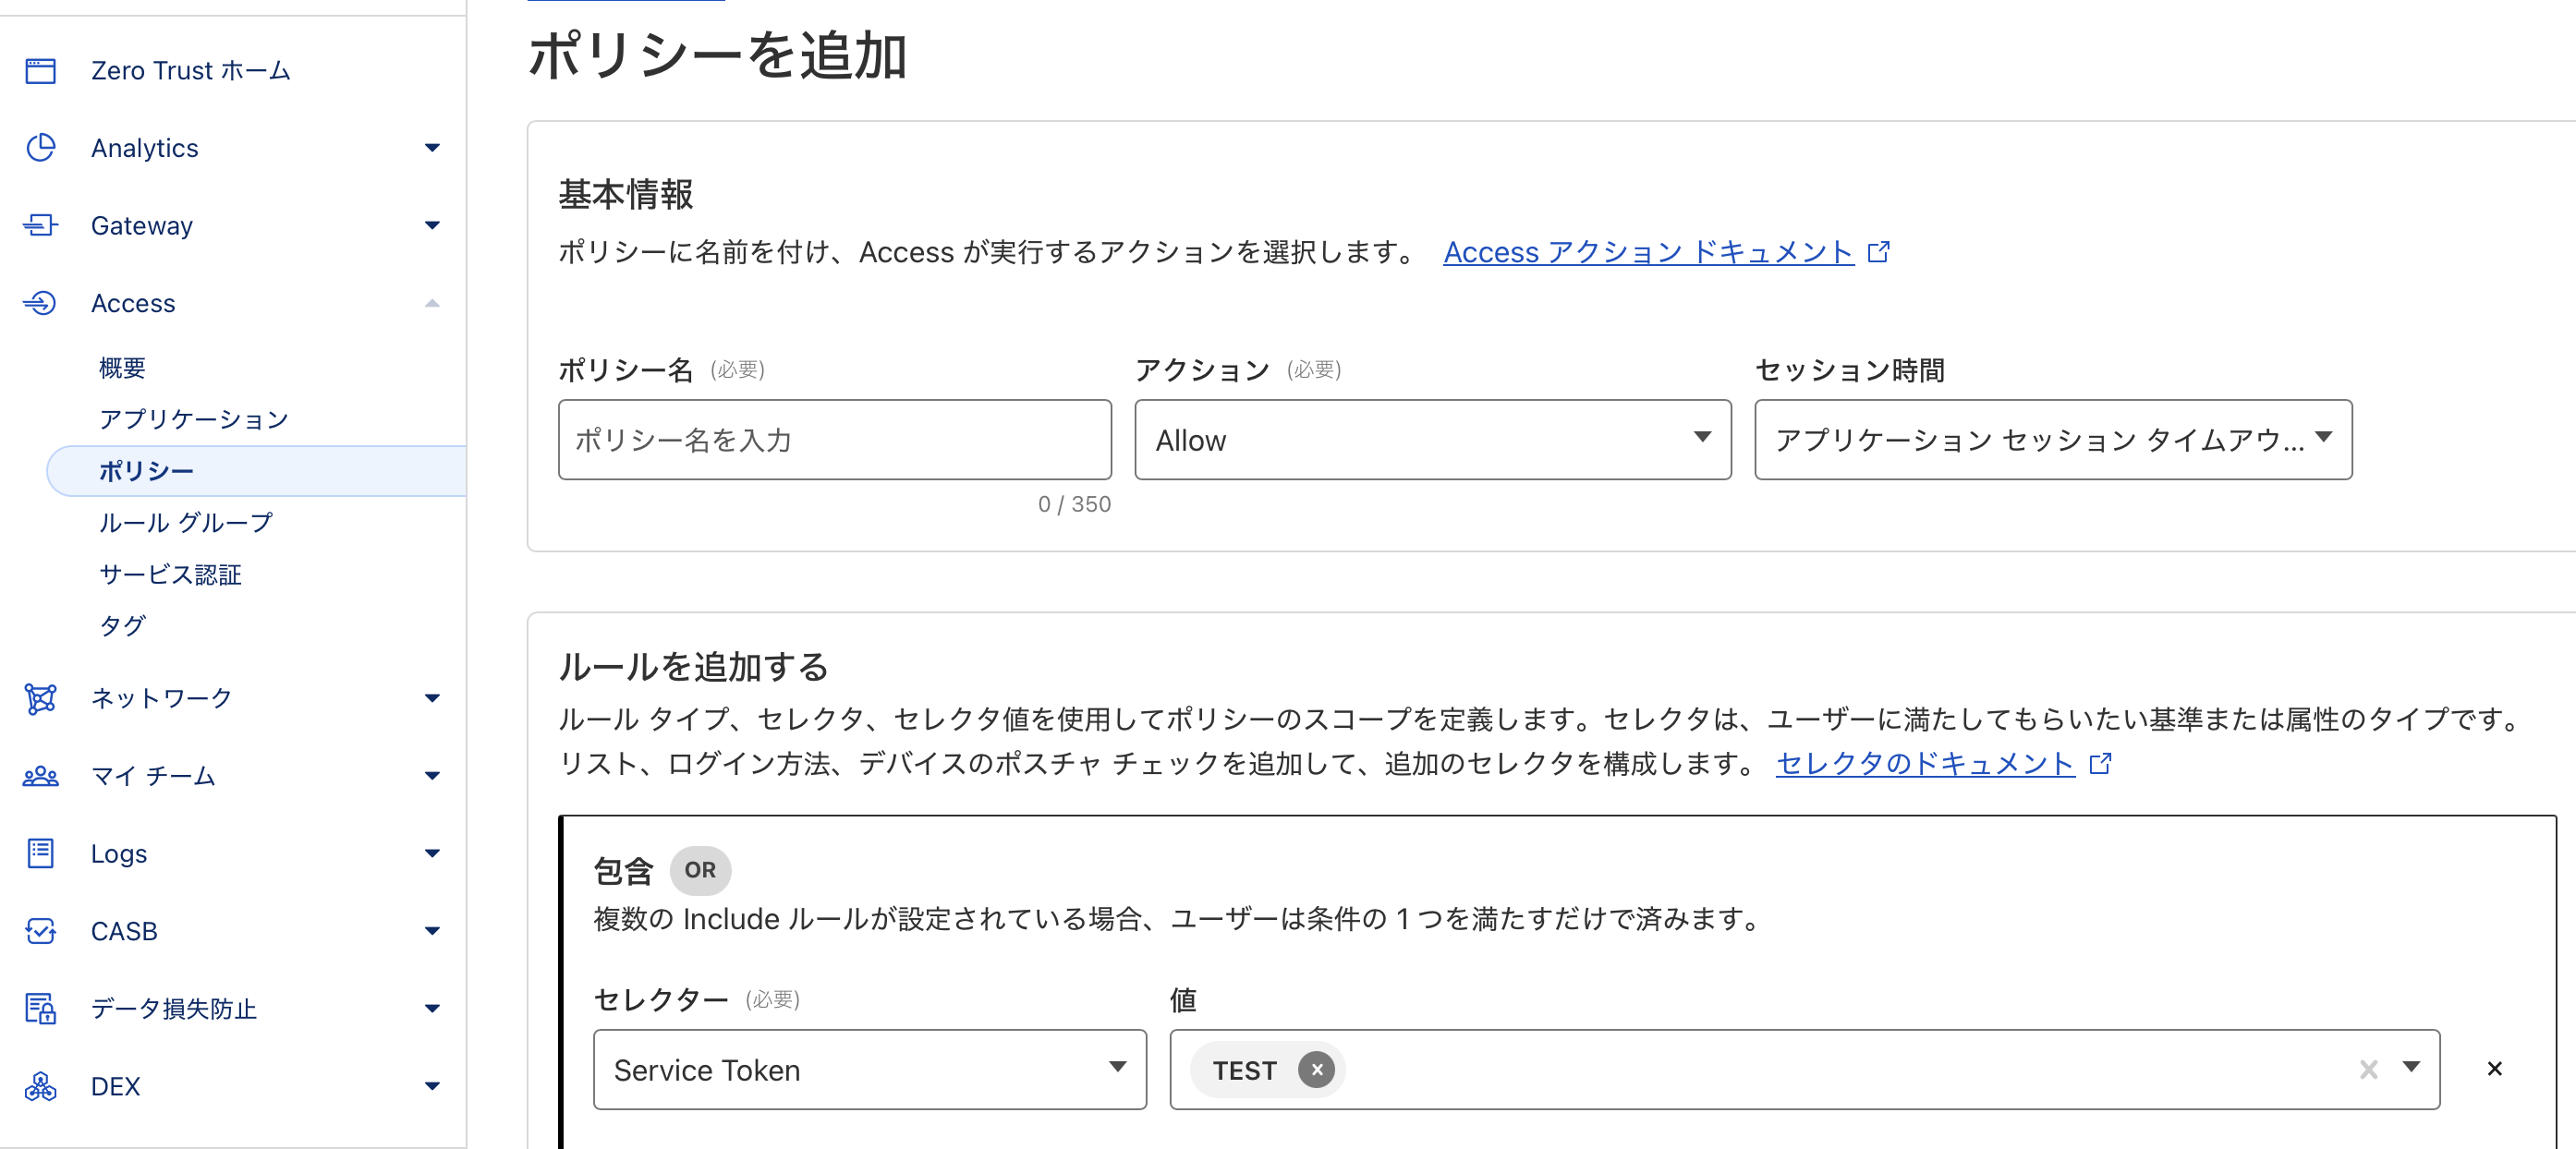 Zero Trust ホーム
Analytics
Gateway
Access
概要
アプリケーション
ポリシー
ルール グループ
サービス認証
タグ
ネットワーク
マイ チーム
Logs
CASB
データ損失防止
DEX
ポリシーを追加
基本情報
ポリシーに名前を付け、Access が実行するアクションを選択します。 Access アクション ドキュメント
ポリシー名 (必要) アクション (必要) セッション時間
ポリシー名を入力 Allow アプリケーション セッション タイムアウ...
0 / 350
ルールを追加する
ルール タイプ、セレクタ、セレクタ値を使用してポリシーのスコープを定義します。セレクタは、ユーザーに満たしてもらいたい基準または属性のタイプです。
リスト、ログイン方法、デバイスのポスチャ チェックを追加して、追加のセレクタを構成します。 セレクタのドキュメント
包含 OR
複数の Include ルールが設定されている場合、ユーザーは条件の 1 つを満たすだけで済みます。
セレクター (必要) 値
Service Token TEST